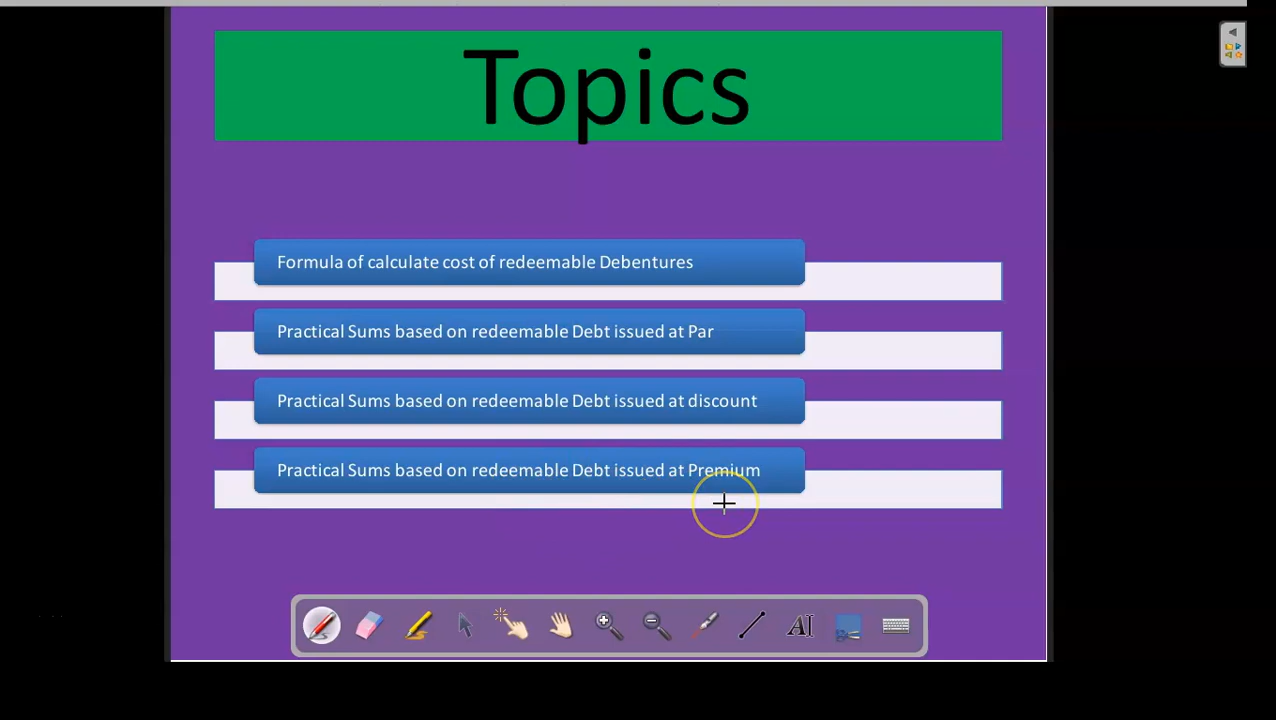 Topics
Formula of calculate cost of redeemable Debentures
Practical Sums based on redeemable Debt issued at Par
Practical Sums based on redeemable Debt issued at discount
Practical Sums based on redeemable Debt issued at Premium
AI